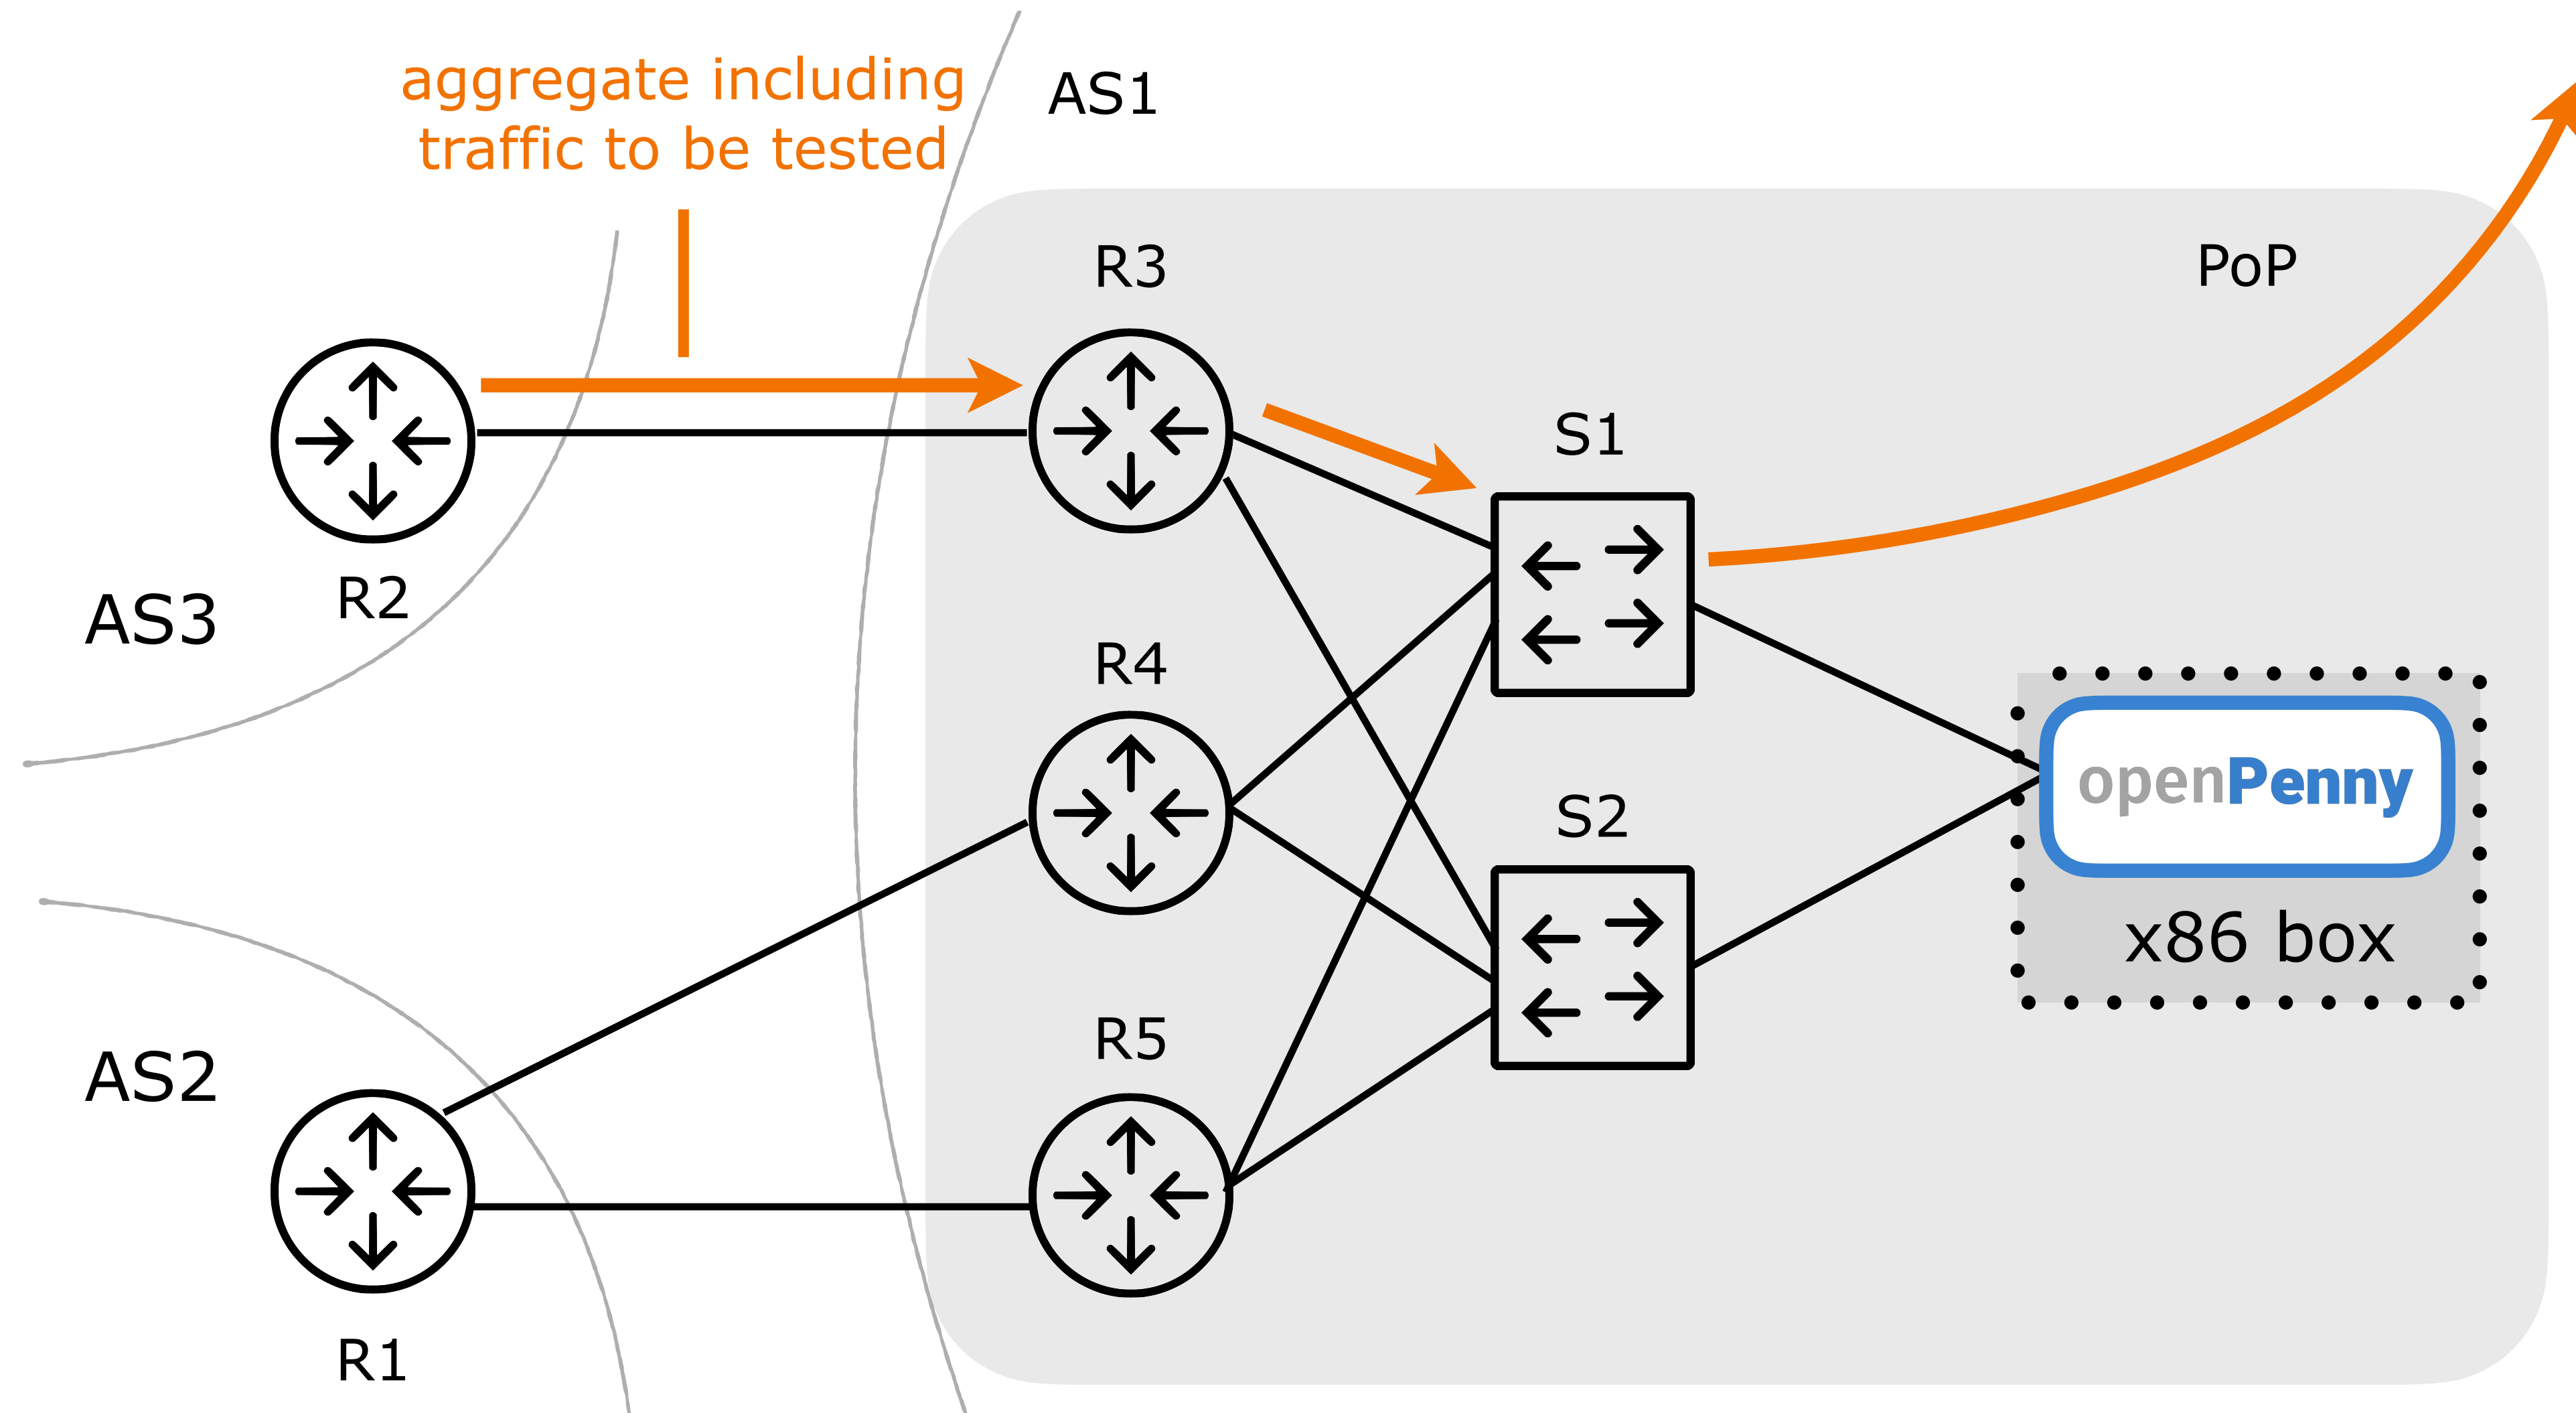 aggregate including
traffic to be tested
AS1
R3
PoP
S1
R2
AS3
R4
openPenny
S2
x86 box
R5
AS2
R1